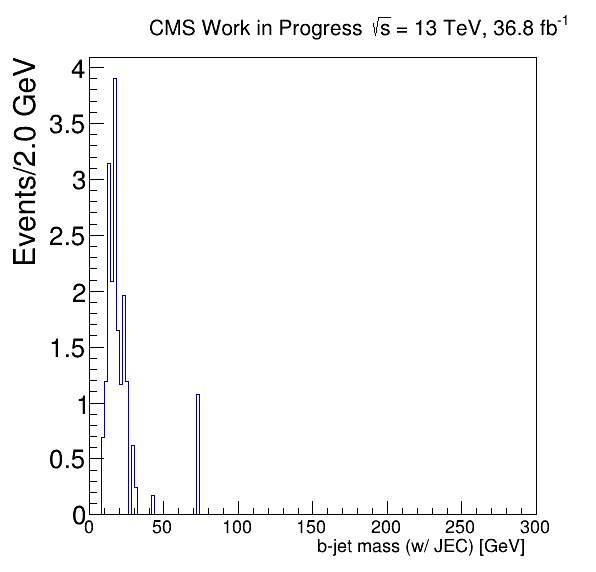 CMS Work in Progress √s = 13 TeV, 36.8 fb⁻¹
Events/2.0 GeV
4
3.5
3
2.5
2
1.5
1
0.5
0
0 50 100 150 200 250 300
b-jet mass (w/ JEC) [GeV]